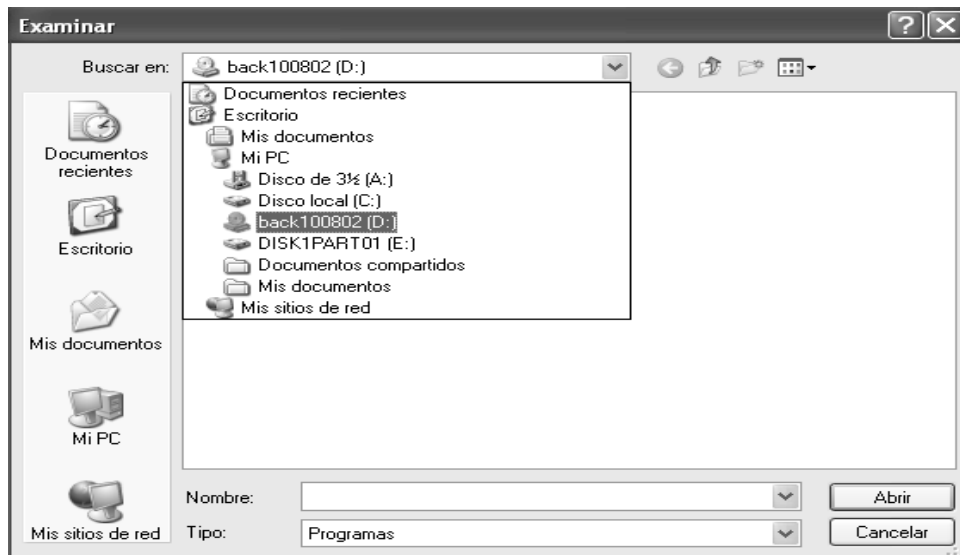 Examinar
Buscar en: back100802 (D:)
Documentos recientes
Escritorio
Mis documentos
Mi PC
Disco de 3½ (A:)
Disco local (C:)
back100802 (D:)
DISK1PART01 (E:)
Documentos compartidos
Mis documentos
Mis sitios de red
Documentos
recientes
Escritorio
Mis documentos
Mi PC
Mis sitios de red
Nombre:
Abrir
Tipo: Programas
Cancelar